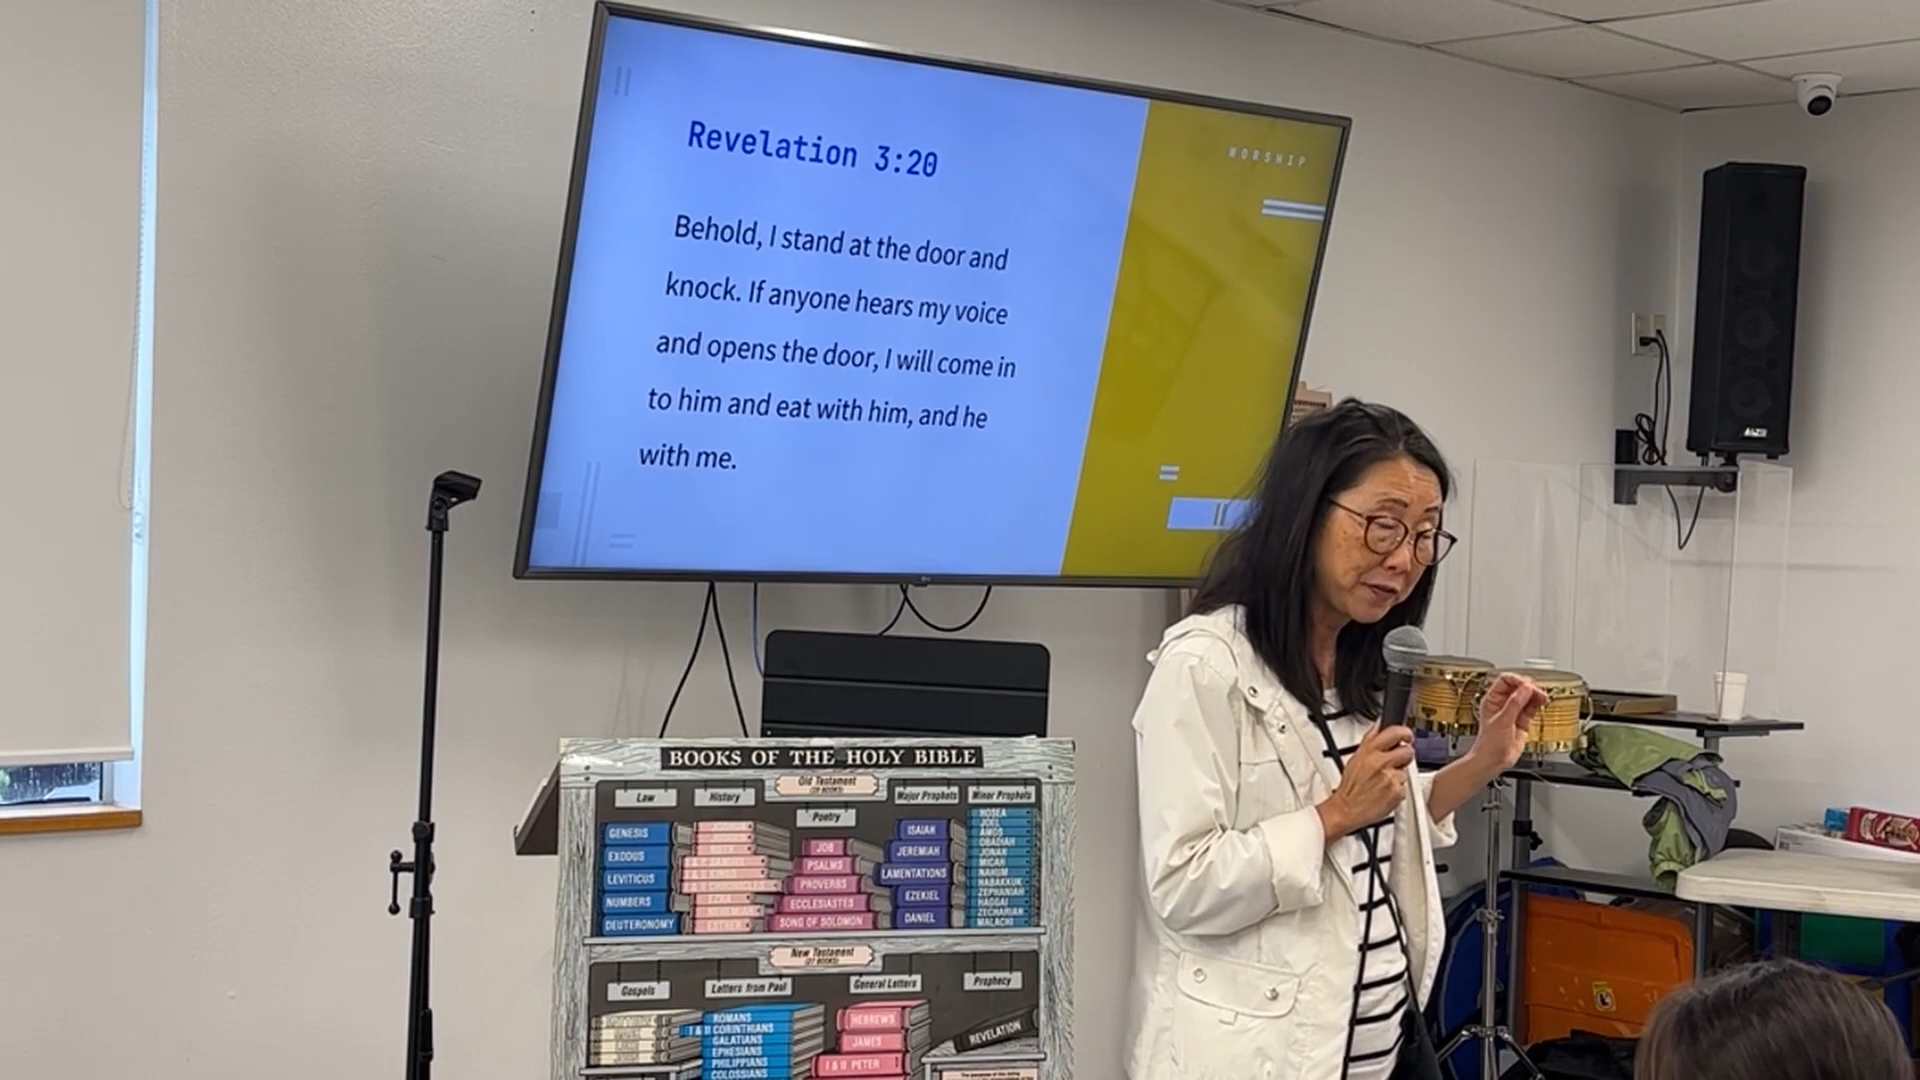 Revelation 3:20
WORSHIP
Behold, I stand at the door and
knock. If anyone hears my voice
and opens the door, I will come in
to him and eat with him, and he
with me.
BOOKS OF THE HOLY BIBLE
Old Testament
Law
History
Poetry
Major Prophets
Minor Prophets
GENESIS
EXODUS
LEVITICUS
NUMBERS
DEUTERONOMY
ESTHER
JOB
PSALMS
PROVERBS
ECCLESIASTES
SONG OF SOLOMON
ISAIAH
JEREMIAH
LAMENTATIONS
EZEKIEL
DANIEL
HOSEA
JOEL
AMOS
OBADIAH
JONAH
MICAH
NAHUM
HABAKKUK
ZEPHANIAH
HAGGAI
ZECHARIAH
MALACHI
New Testament
(27 BOOKS)
Gospels
Letters from Paul
General Letters
Prophecy
ROMANS
I & II CORINTHIANS
GALATIANS
EPHESIANS
PHILIPPIANS
COLOSSIANS
HEBREWS
JAMES
I & II PETER
REVELATION